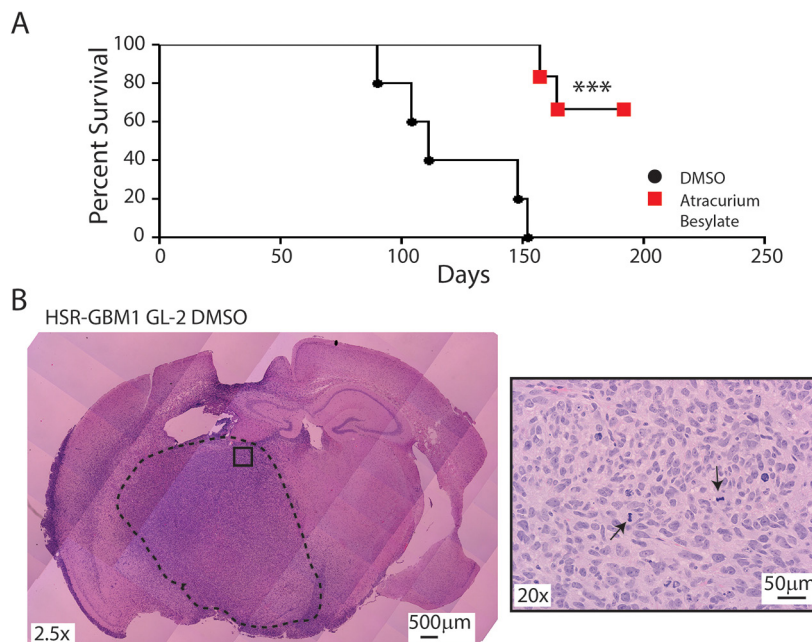 A
Percent Survival
100
80
60
40
20
0
0 50 100 150 200 250
Days
***
DMSO
Atracurium
Besylate
B
HSR-GBM1 GL-2 DMSO
2.5x
500μm
20x
50μm